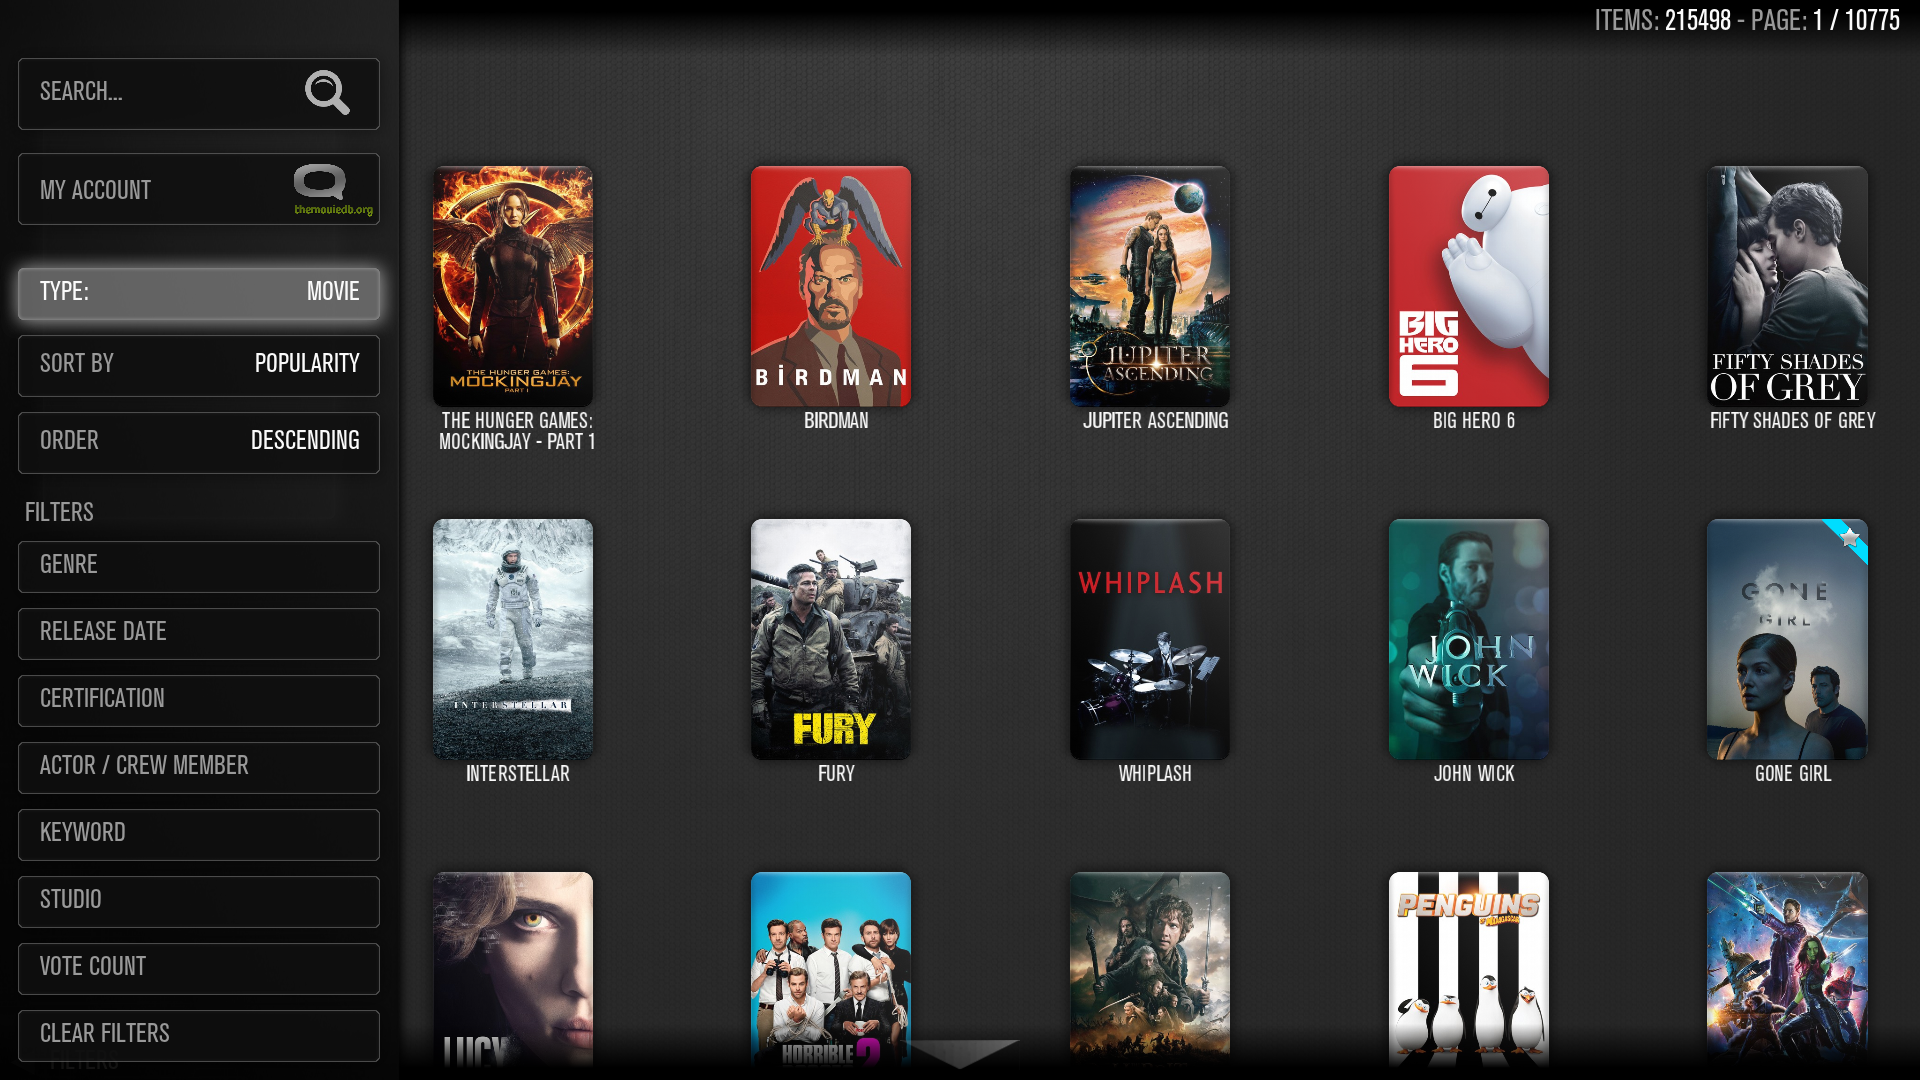 ITEMS: 215498 - PAGE: 1 / 10775
SEARCH...
MY ACCOUNT
themoviedb.org
TYPE: MOVIE
SORT BY POPULARITY
ORDER DESCENDING
FILTERS
GENRE
RELEASE DATE
CERTIFICATION
ACTOR / CREW MEMBER
KEYWORD
STUDIO
VOTE COUNT
CLEAR FILTERS
FILTERS
THE HUNGER GAMES:
MOCKINGJAY
PART 1
THE HUNGER GAMES:
MOCKINGJAY - PART 1
BiRDMAN
BIRDMAN
JUPITER
ASCENDING
JUPITER ASCENDING
BIG
HERO
6
BIG HERO 6
FIFTY SHADES
OF GREY
FIFTY SHADES OF GREY
INTERSTELLAR
INTERSTELLAR
FURY
FURY
WHIPLASH
WHIPLASH
JOHN
WICK
JOHN WICK
GONE
GIRL
GONE GIRL
LUCY
HORRIBLE 2
PENGUINS
OF MADAGASCAR